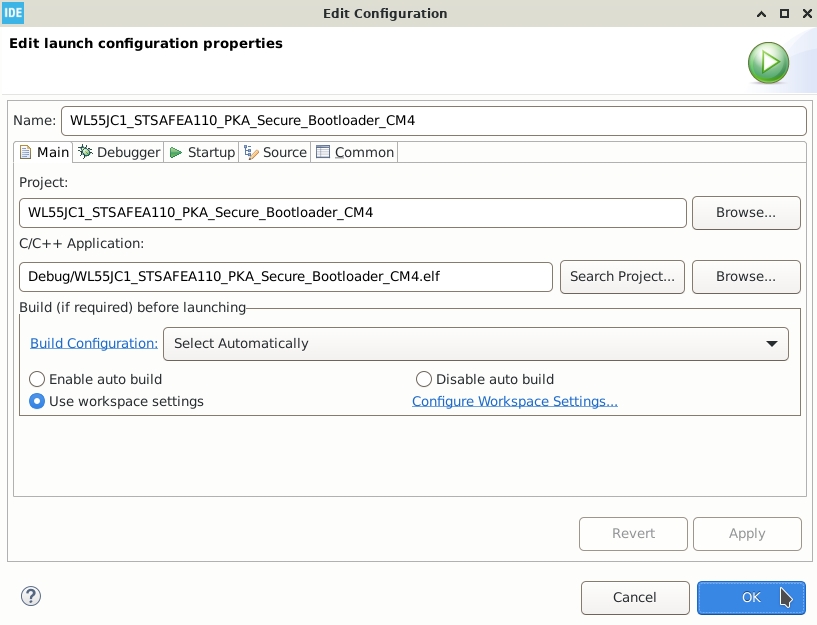 IDE Edit Configuration
Edit launch configuration properties
Name: WL55JC1_STSAFEA110_PKA_Secure_Bootloader_CM4
Main Debugger Startup Source Common
Project:
WL55JC1_STSAFEA110_PKA_Secure_Bootloader_CM4 Browse...
C/C++ Application:
Debug/WL55JC1_STSAFEA110_PKA_Secure_Bootloader_CM4.elf Search Project... Browse...
Build (if required) before launching
Build Configuration: Select Automatically
Enable auto build Disable auto build
Use workspace settings Configure Workspace Settings...
Revert Apply
? Cancel OK